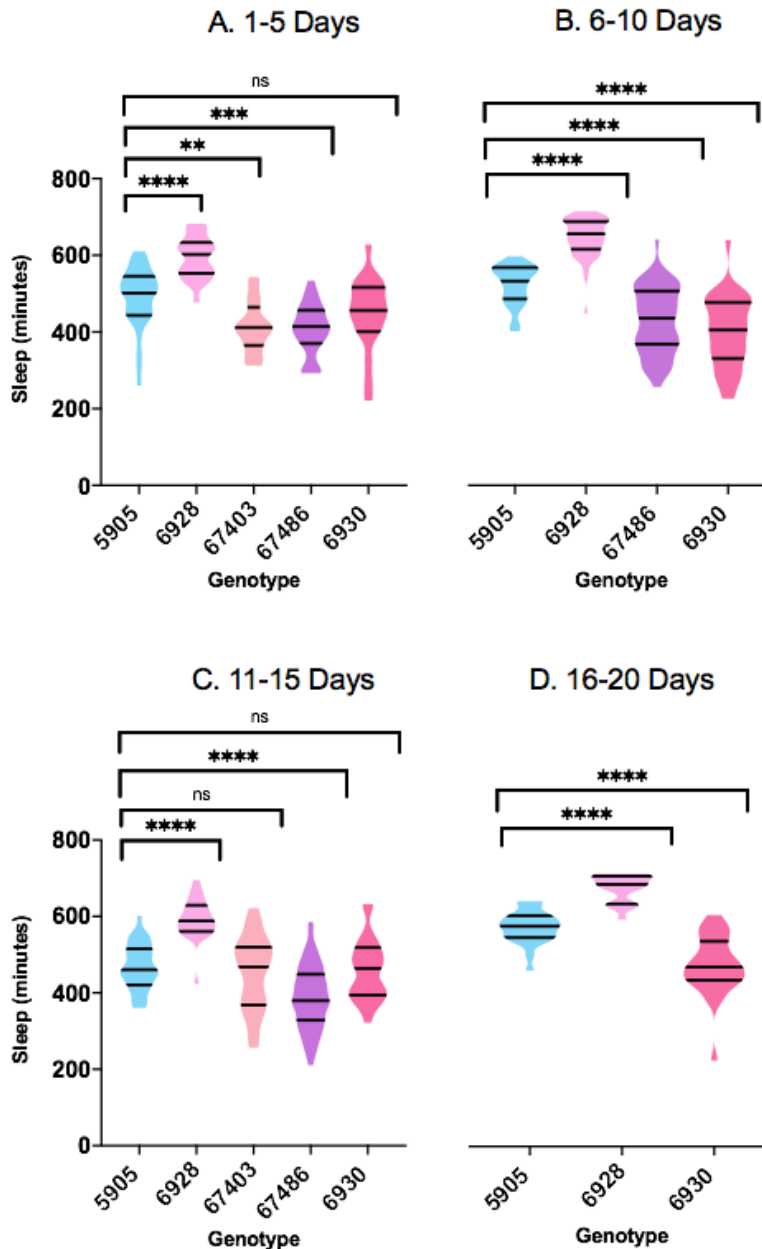 A. 1-5 Days
ns
***
**
****
Sleep (minutes)
800
600
400
200
0
5905
6928
67403
67486
6930
Genotype
B. 6-10 Days
****
****
****
5905
6928
67486
6930
Genotype
C. 11-15 Days
ns
****
ns
****
Sleep (minutes)
800
600
400
200
0
5905
6928
67403
67486
6930
Genotype
D. 16-20 Days
****
****
5905
6928
6930
Genotype